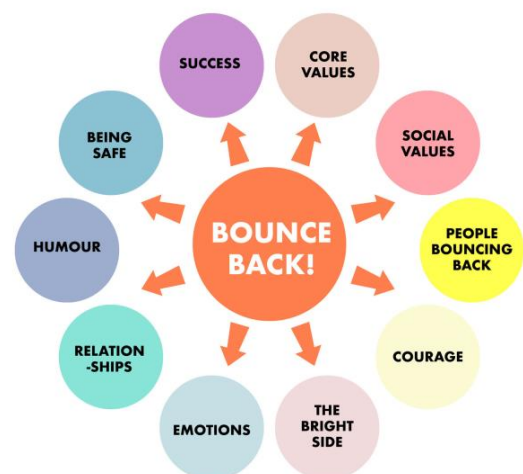 SUCCESS
CORE
VALUES
BEING
SAFE
SOCIAL
VALUES
BOUNCE
BACK!
HUMOUR
PEOPLE
BOUNCING
BACK
RELATION
-SHIPS
COURAGE
EMOTIONS
THE
BRIGHT
SIDE